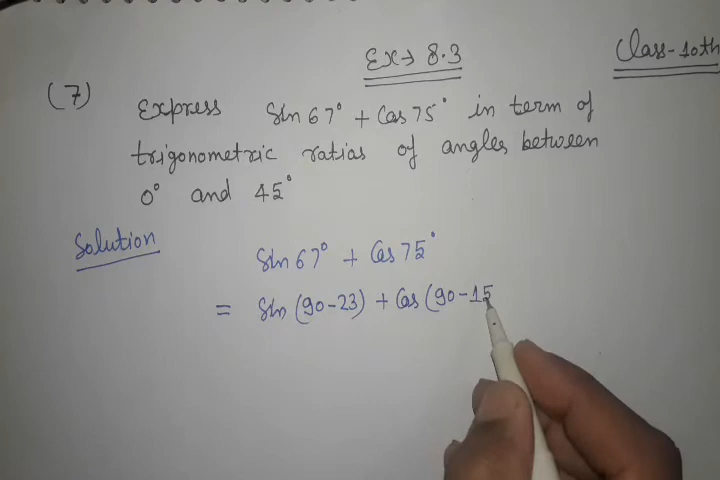 Ex→ 8.3
Class-10th
(7) Express Sin 67° + Cos 75° in term of
trigonometric ratios of angles between
0° and 45°
Solution
Sin 67° + Cos 75°
= Sin (90-23) + Cos (90-15